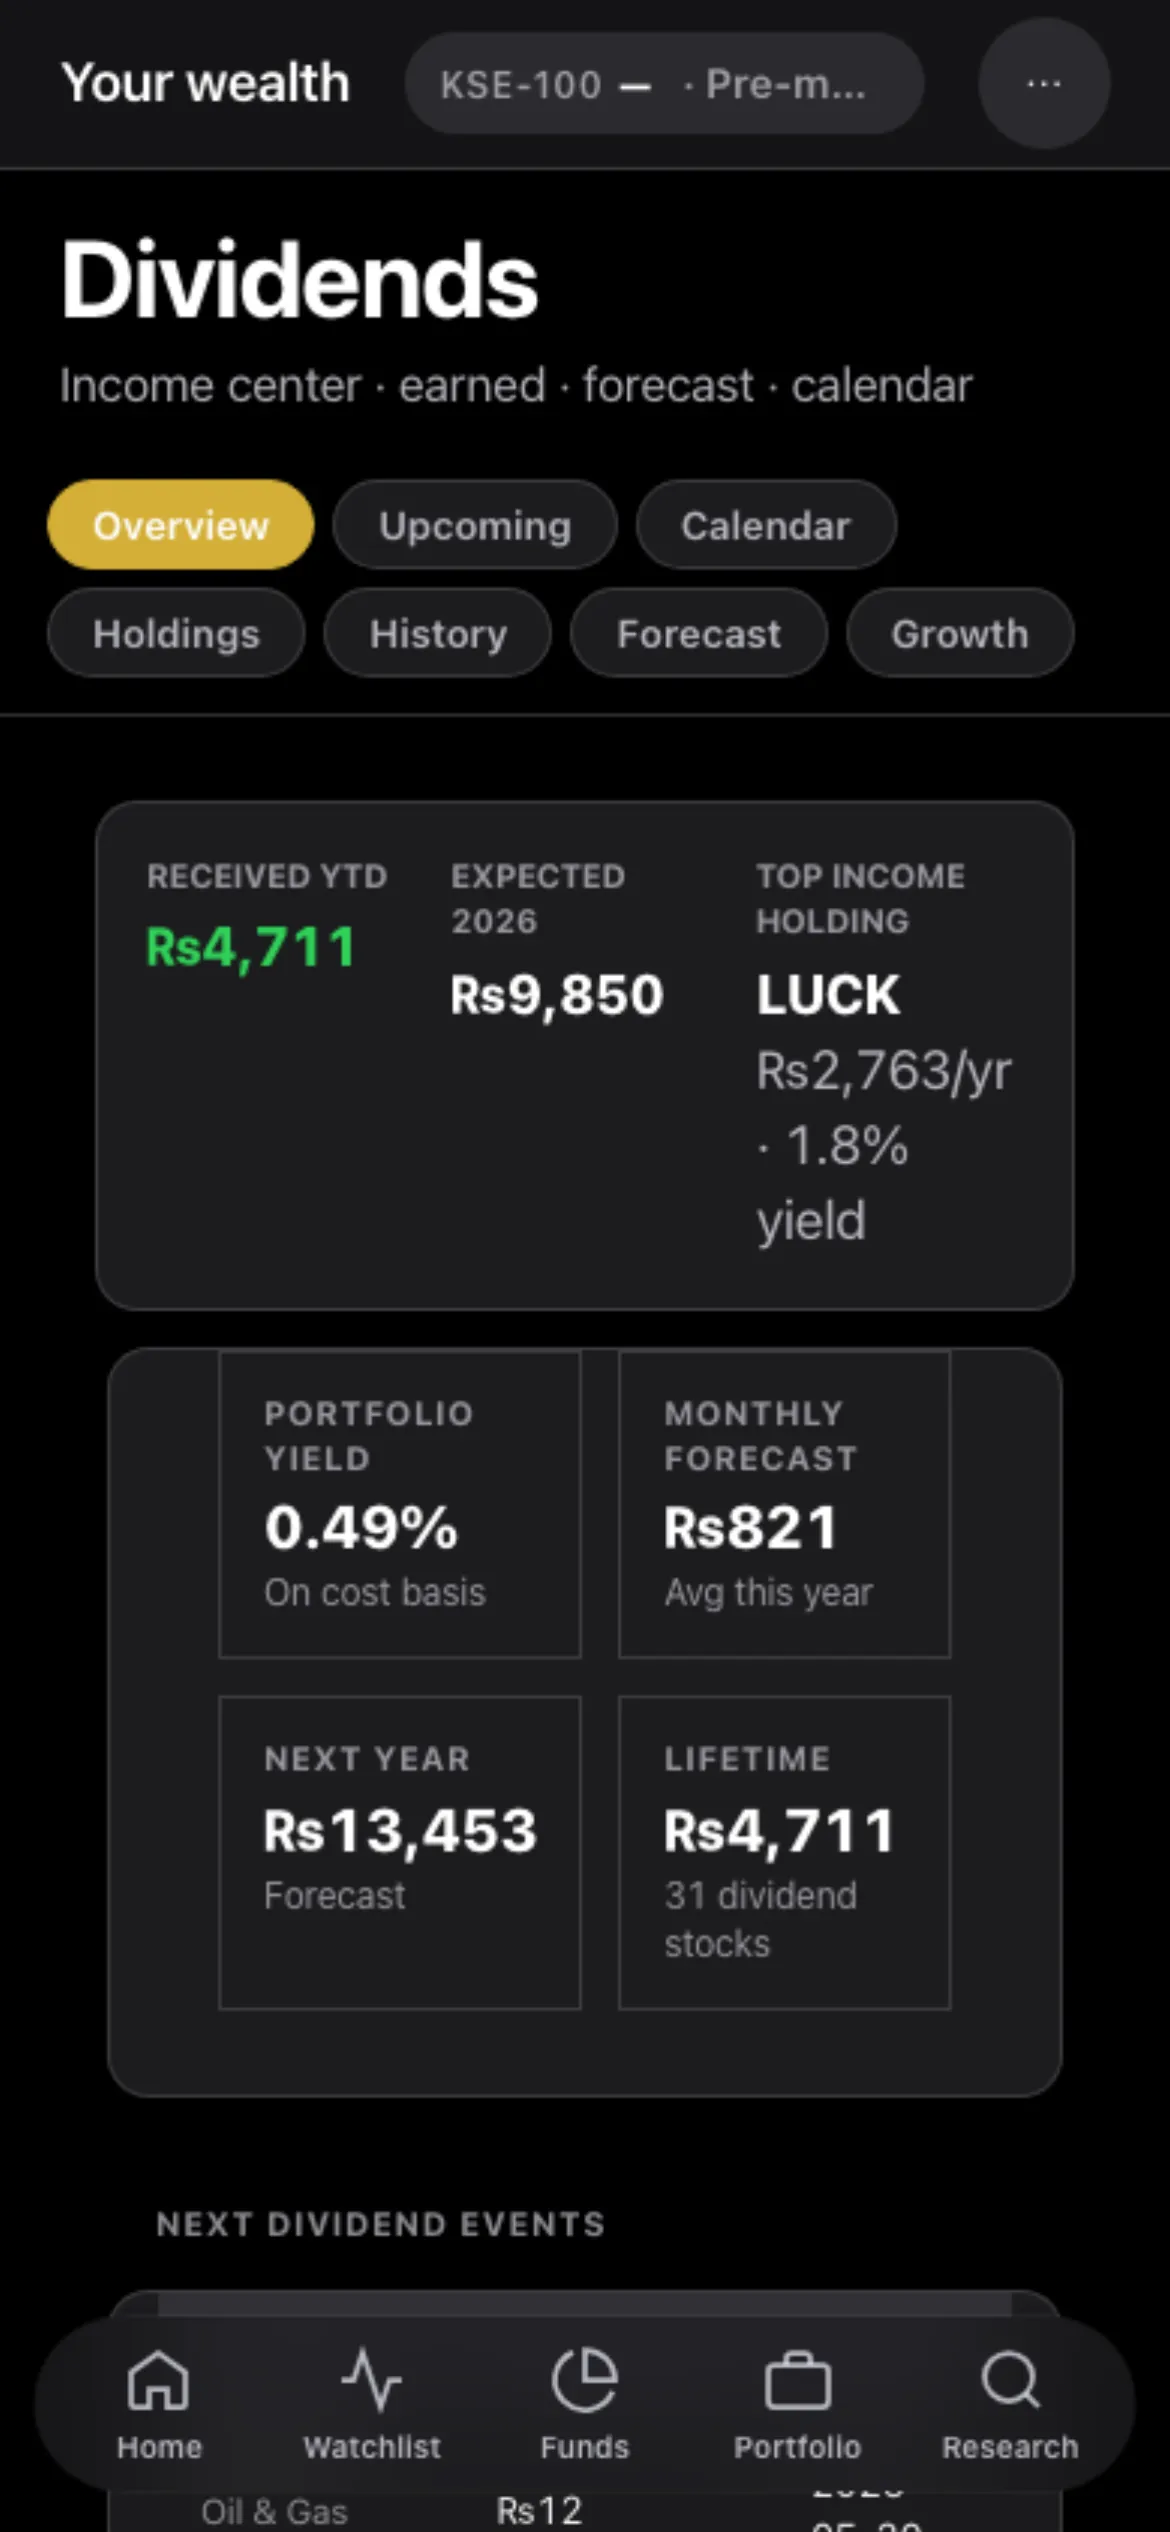 Your wealth
KSE-100 — · Pre-m...
...
Dividends
Income center · earned · forecast · calendar
Overview
Upcoming
Calendar
Holdings
History
Forecast
Growth
RECEIVED YTD
Rs4,711
EXPECTED
2026
Rs9,850
TOP INCOME
HOLDING
LUCK
Rs2,763/yr
· 1.8%
yield
PORTFOLIO
YIELD
0.49%
On cost basis
MONTHLY
FORECAST
Rs821
Avg this year
NEXT YEAR
Rs13,453
Forecast
LIFETIME
Rs4,711
31 dividend
stocks
NEXT DIVIDEND EVENTS
Home
Watchlist
Funds
Portfolio
Research
Oil & Gas
Rs12